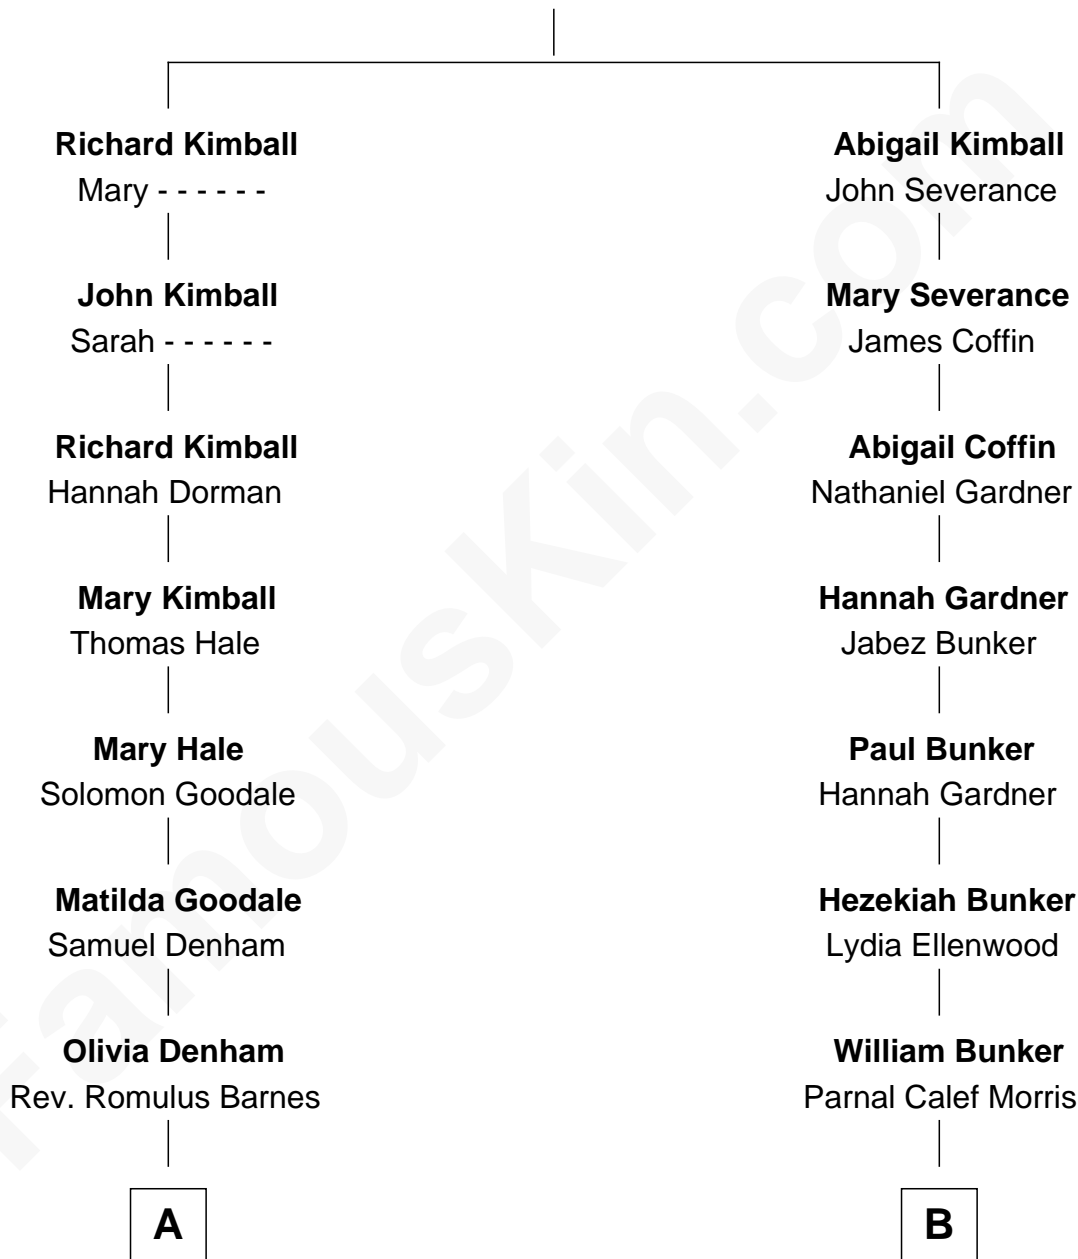 Richard Kimball
Mary - - - - - -
Abigail Kimball
John Severance
John Kimball
Sarah - - - - - -
Mary Severance
James Coffin
Richard Kimball
Hannah Dorman
Abigail Coffin
Nathaniel Gardner
Mary Kimball
Thomas Hale
Hannah Gardner
Jabez Bunker
Mary Hale
Solomon Goodale
Paul Bunker
Hannah Gardner
Matilda Goodale
Samuel Denham
Hezekiah Bunker
Lydia Ellenwood
Olivia Denham
Rev. Romulus Barnes
William Bunker
Parnal Calef Morris
A
B
FamousKin.com